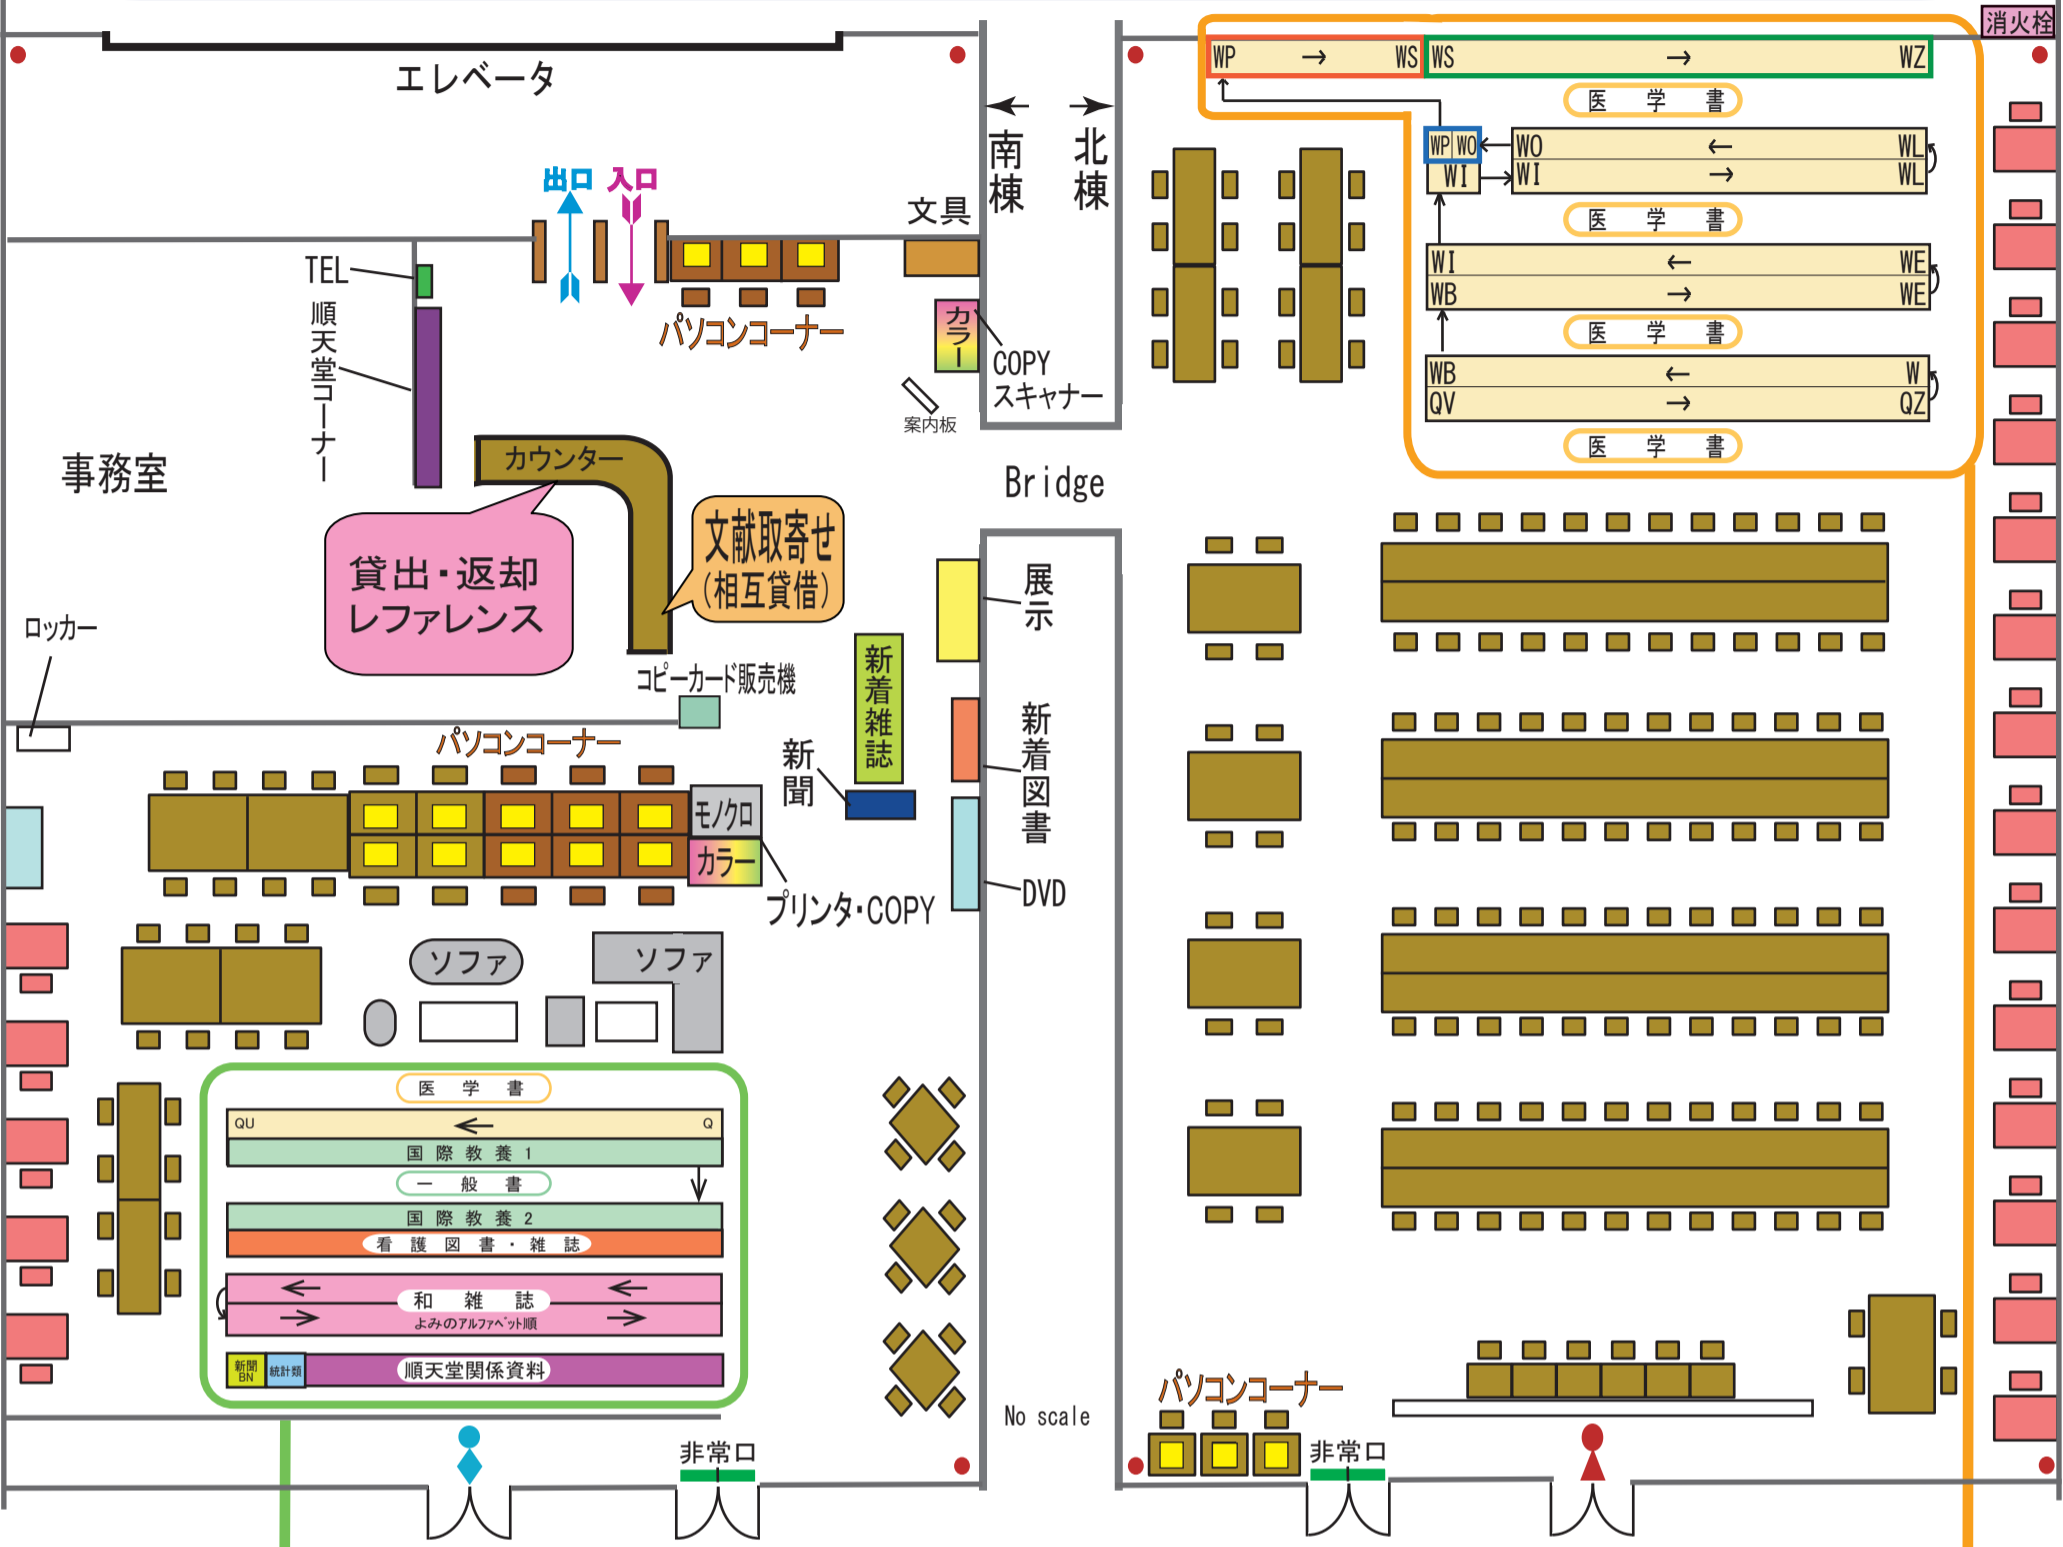 消火栓
エレベータ
WP → WS
WS → WZ
医学書
南棟
北棟
WP WO
WI
WO ← WL
WI → WL
出口
入口
文具
医学書
TEL
WI ← WE
WB → WE
順天堂コーナー
パソコンコーナー
カラー
医学書
COPY
スキャナー
WB ← W
QV → QZ
案内板
医学書
事務室
カウンター
Bridge
貸出・返却
レファレンス
文献取寄せ
(相互貸借)
展示
ロッカー
コピーカード販売機
新着雑誌
新着図書
パソコンコーナー
新聞
モノクロ
カラー
プリンタ・COPY
DVD
ソファ
ソファ
医学書
QU ← Q
国際教養1
一般書
国際教養2
看護図書・雑誌
和雑誌
よみのアルファベット順
新聞
BN
統計類
順天堂関係資料
パソコンコーナー
No scale
非常口
非常口